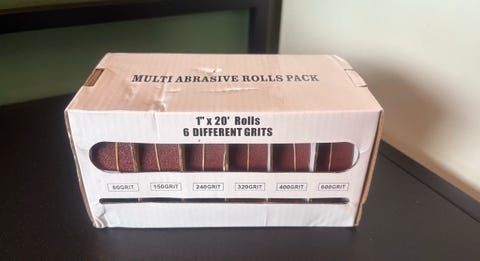 MULTI ABRASIVE ROLLS PACK
1" x 20' Rolls
6 DIFFERENT GRITS
80GRIT 150GRIT 240GRIT 320GRIT 400GRIT 600GRIT